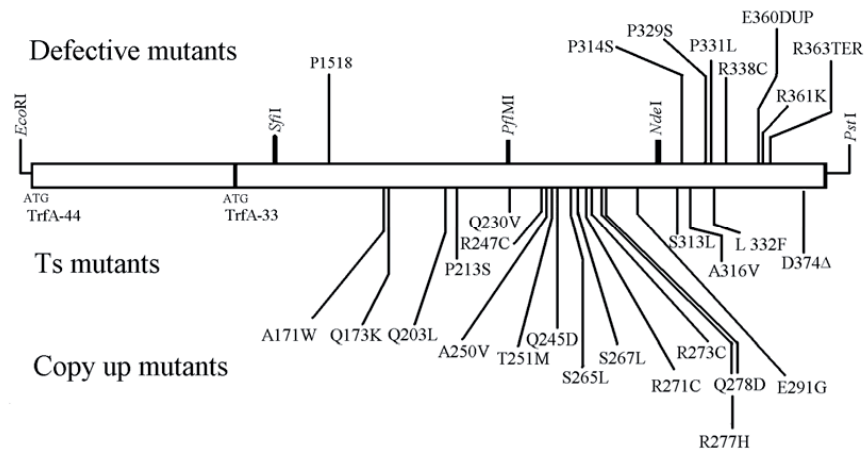 E360DUP
P329S
Defective mutants
P314S
P331L
R363TER
P1518
R338C
R361K
EcoRI
SfiI
PflMI
NdeI
PstI
ATG
ATG
TrfA-44
TrfA-33
Q230V
R247C
S313L
L 332F
P213S
A316V
D374Δ
Ts mutants
A171W
Q173K
Q203L
Q245D
A250V
T251M
S267L
R273C
S265L
R271C
Q278D
E291G
Copy up mutants
R277H